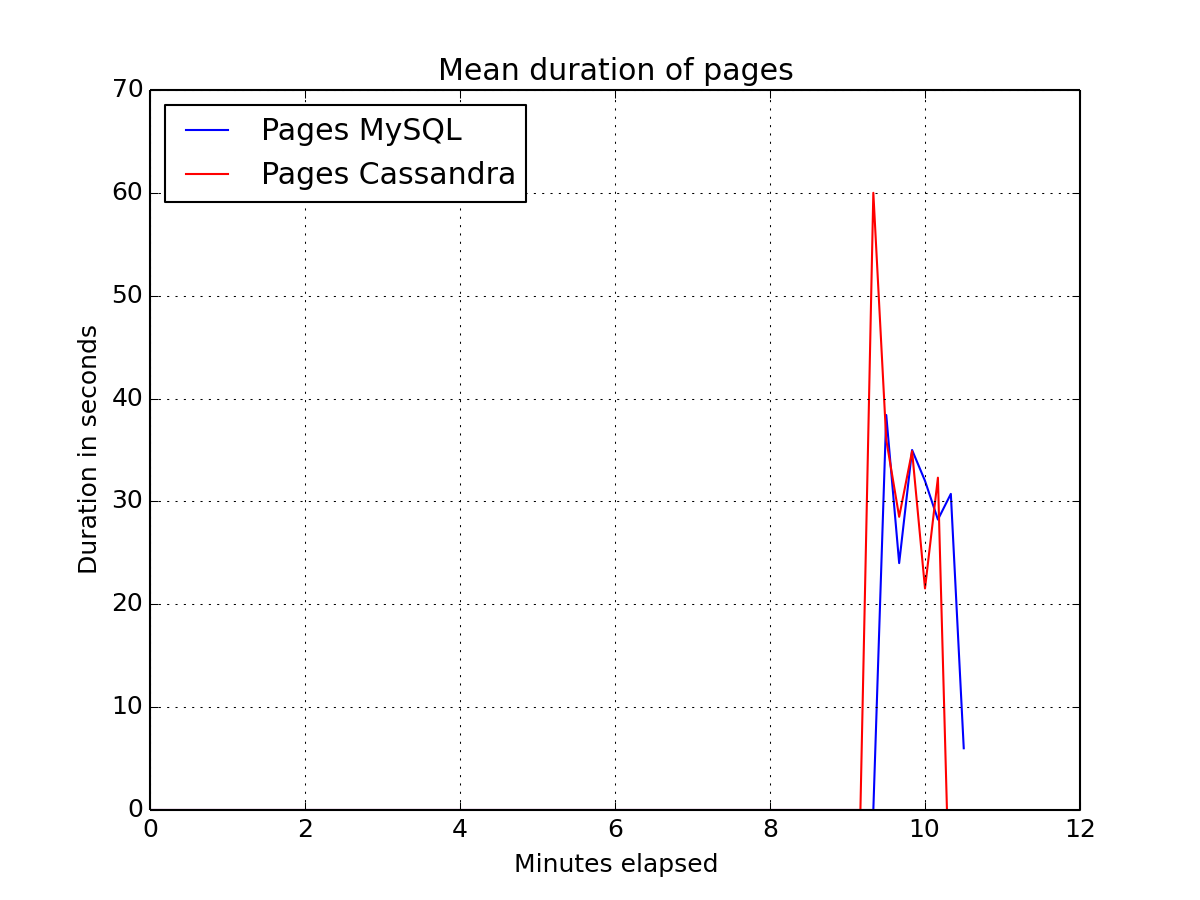 Mean duration of pages
Pages MySQL
Pages Cassandra
70
60
50
40
30
20
10
0
Duration in seconds
0 2 4 6 8 10 12
Minutes elapsed